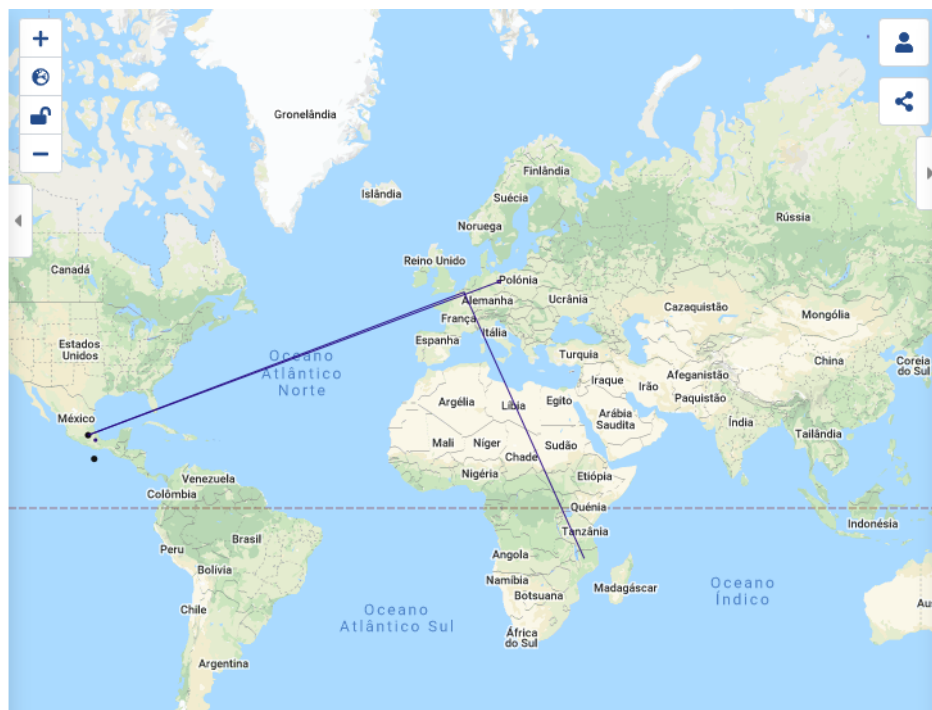 Gronelândia
Islândia
Finlândia
Suécia
Noruega
Rússia
Reino Unido
Canadá
Polónia
Alemanha
Ucrânia
Cazaquistão
Mongólia
França
Itália
Espanha
Estados
Unidos
Oceano
Atlântico
Norte
Turquia
China
Coreia
do Sul
Iraque
Irão
Afeganistão
Paquistão
Argélia
Líbia
Egito
Arábia
Saudita
México
Índia
Tailândia
Mali
Níger
Sudão
Chade
Nigéria
Etiópia
Venezuela
Colômbia
Quénia
Indonésia
Tanzânia
Brasil
Peru
Angola
Bolívia
Namíbia
Botsuana
Madagáscar
Oceano
Índico
Chile
Oceano
Atlântico Sul
África
do Sul
Au
Argentina